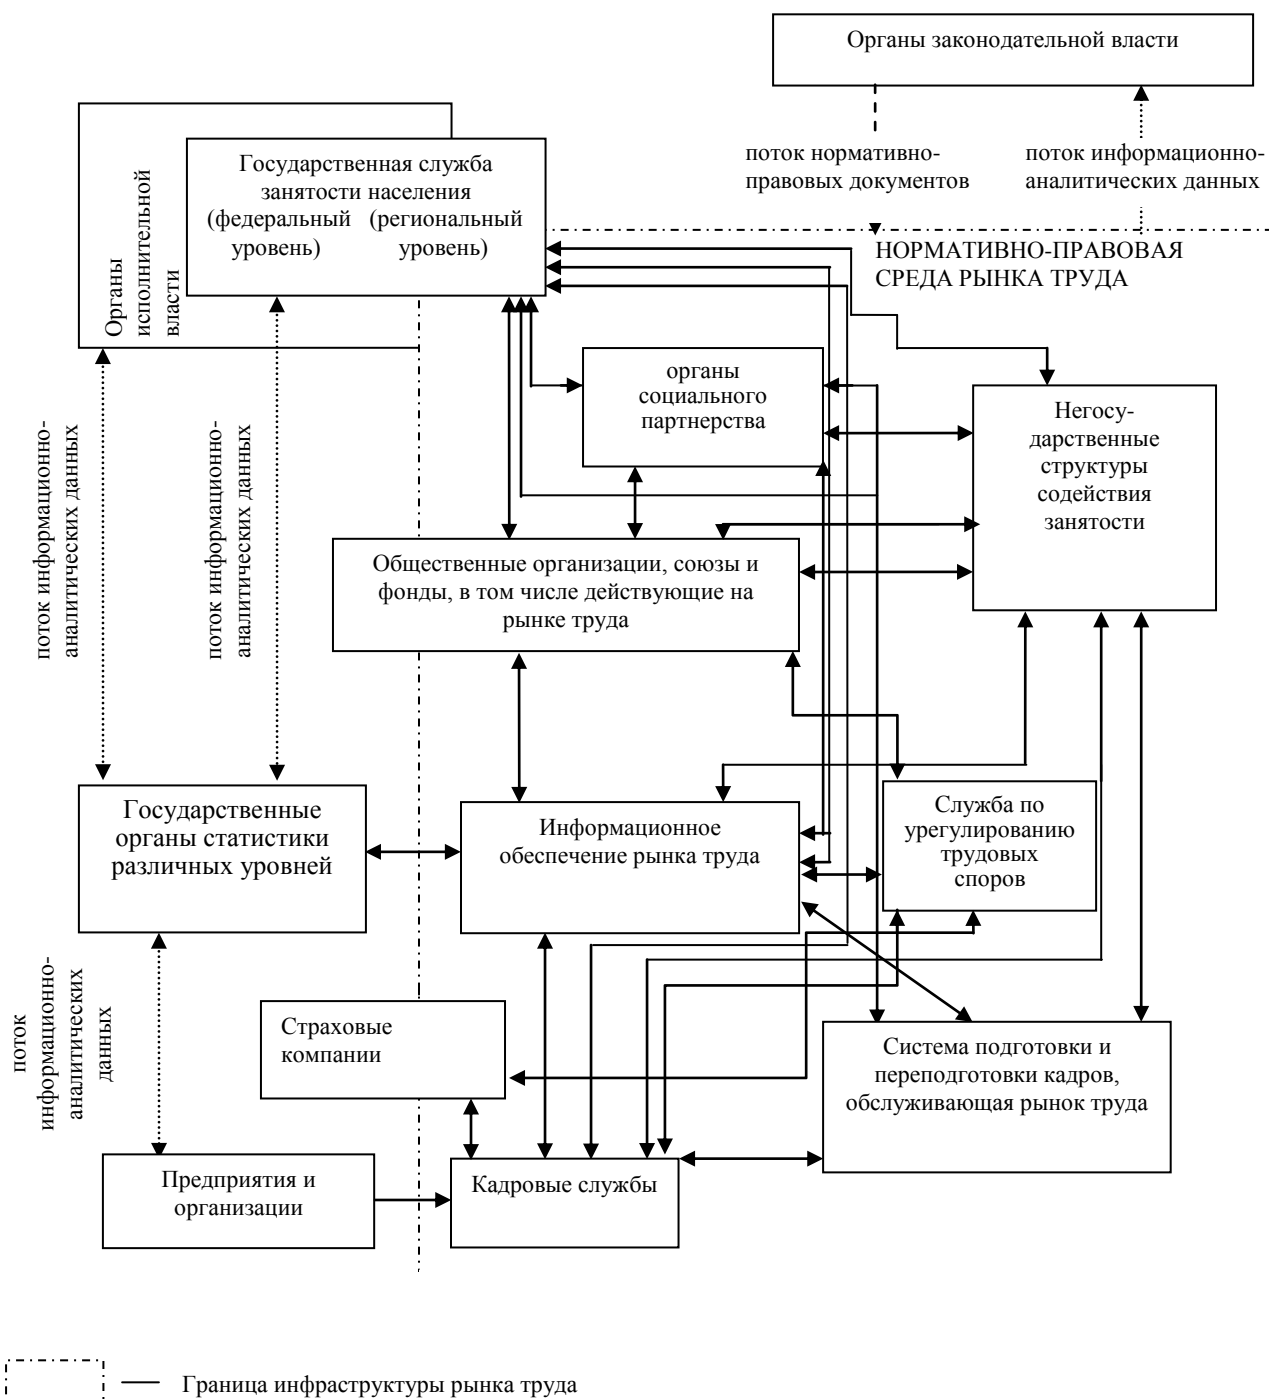 Органы законодательной власти
поток нормативно-
правовых документов
поток информационно-
аналитических данных
Государственная служба
занятости населения
(федеральный
уровень)
(региональный
уровень)
Органы
исполнительной
власти
НОРМАТИВНО-ПРАВОВАЯ
СРЕДА РЫНКА ТРУДА
органы
социального
партнерства
Негосу-
дарственные
структуры
содействия
занятости
поток информационно-
аналитических данных
поток информационно-
аналитических данных
Общественные организации, союзы и
фонды, в том числе действующие на
рынке труда
Государственные
органы статистики
различных уровней
Информационное
обеспечение рынка труда
Служба по
урегулированию
трудовых
споров
поток
информационно-
аналитических
данных
Страховые
компании
Система подготовки и
переподготовки кадров,
обслуживающая рынок труда
Предприятия и
организации
Кадровые службы
Граница инфраструктуры рынка труда